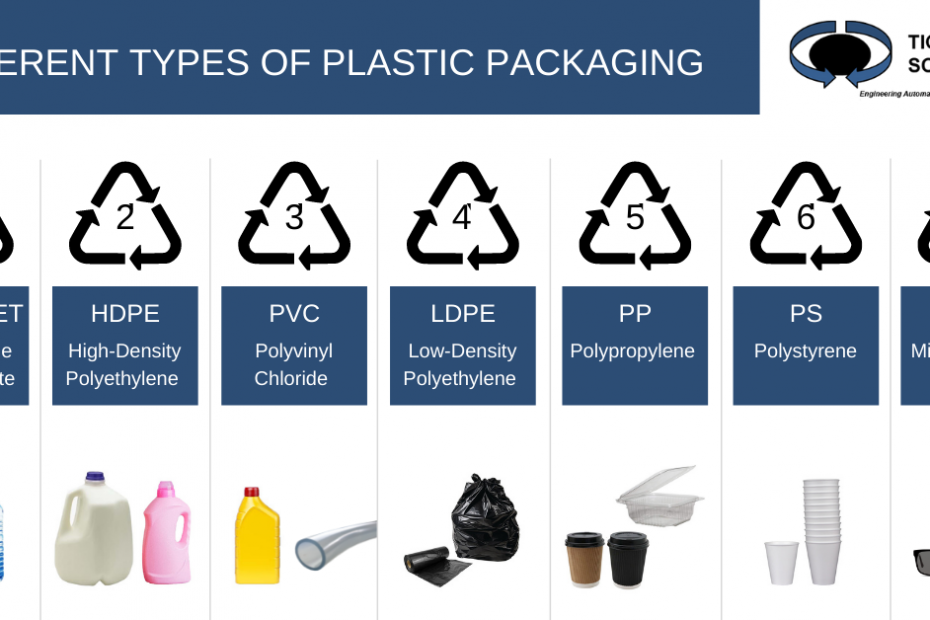 ERENT TYPES OF PLASTIC PACKAGING
TIC
SC
Engineering Automa
2
3
4
5
6
ET
e
te
HDPE
High-Density
Polyethylene
PVC
Polyvinyl
Chloride
LDPE
Low-Density
Polyethylene
PP
Polypropylene
PS
Polystyrene
Mi